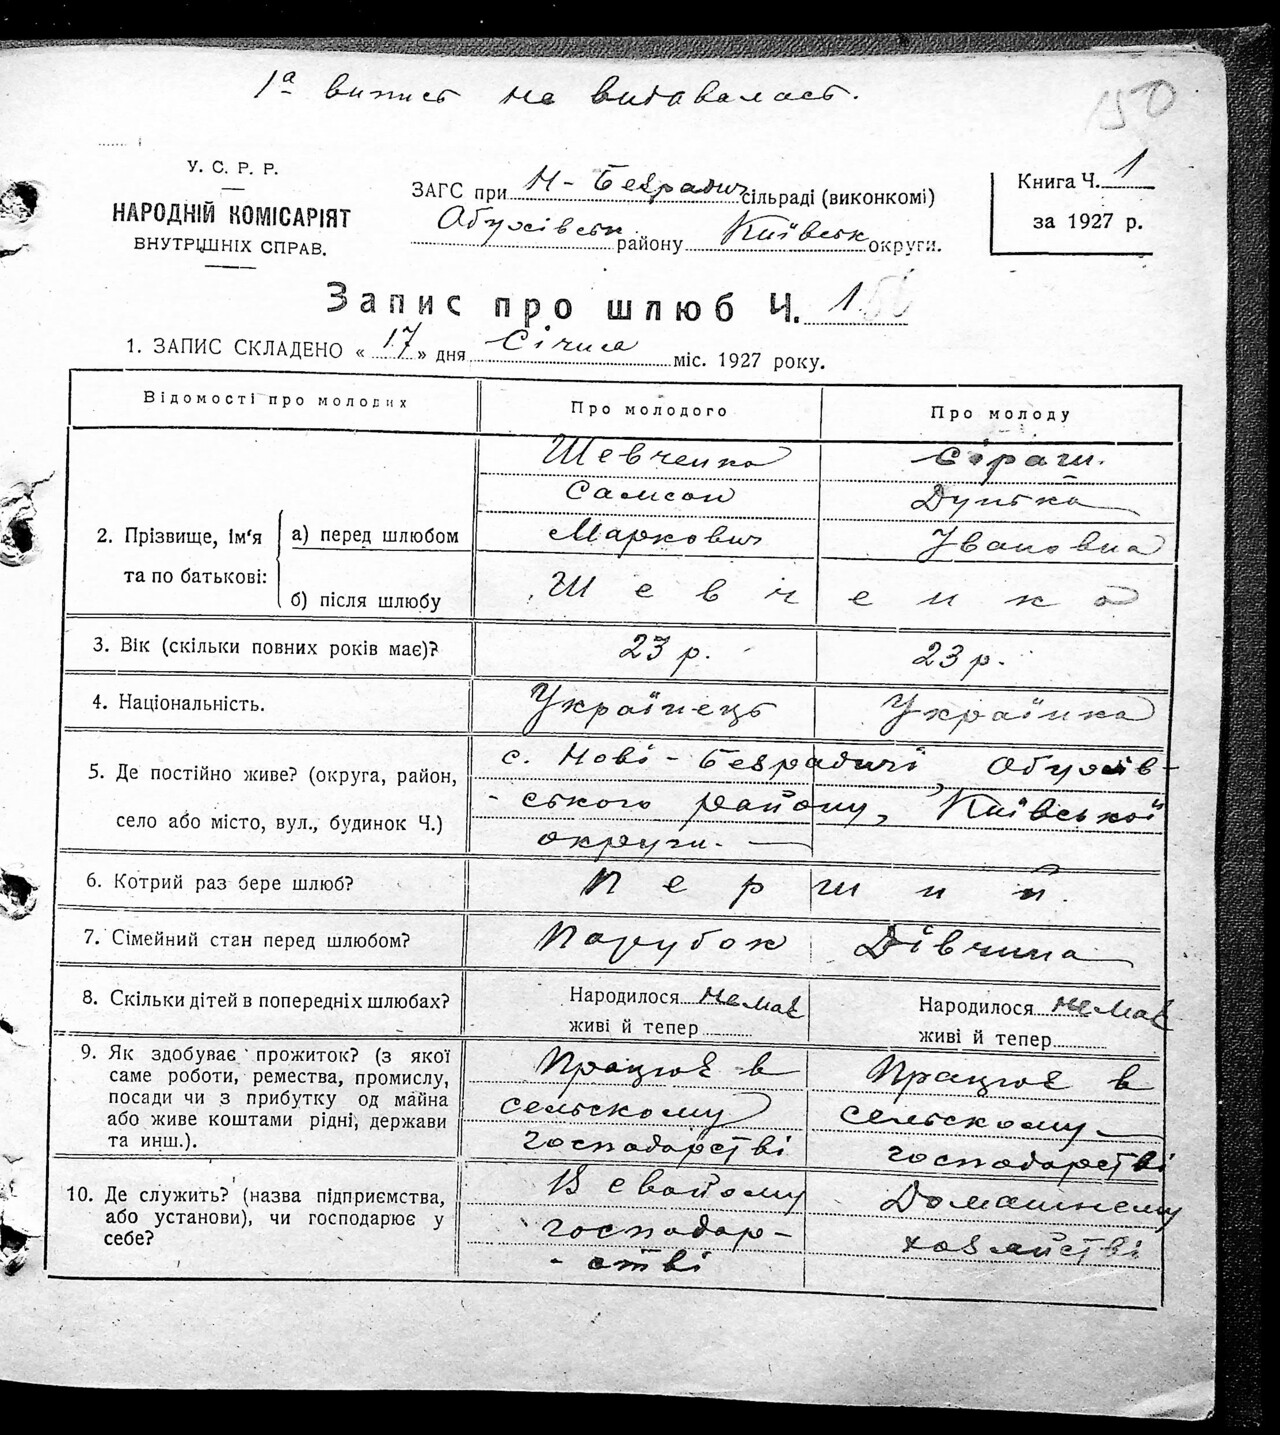 1а випись не видавалась.
150
У. С. Р. Р.
НАРОДНІЙ КОМІСАРІЯТ
ВНУТРІШНІХ СПРАВ.
ЗАГС при Н-Безрадич сільраді (виконкомі)
Обухівськ району Київськ округи.
Книга Ч. 1
за 1927 р.
Запис про шлюб Ч. 1
1. ЗАПИС СКЛАДЕНО « 17 » дня Січня міс. 1927 року.
Відомості про молодих
Про молодого
Про молоду
2. Прізвище, ім'я та по батькові:
а) перед шлюбом
Шевченко
Самсон
Маркович
Сіраш.
Дунька
Івановна
б) після шлюбу
Шевченко
3. Вік (скільки повних років має)?
23 р.
23 р.
4. Національність.
Українець
Українка
5. Де постійно живе? (округа, район,
село або місто, вул., будинок Ч.)
с. Нові-Безрадичі, Обухів-
-ського району, Київської
округи.
6. Котрий раз бере шлюб?
Перший.
7. Сімейний стан перед шлюбом?
Парубок
Дівчина
8. Скільки дітей в попередніх шлюбах?
Народилося немає
живі й тепер
Народилося немає
живі й тепер
9. Як здобуває прожиток? (з якої
саме роботи, ремества, промислу,
посади чи з прибутку од майна
або живе коштами рідні, держави
та инш.).
Працює в
сельскому
господарстві
Працює в
сельскому
господарстві
10. Де служить? (назва підприємства,
або установи), чи господарює у
себе?
В свайому
господар-
-стві
Домашнему
хозяйстві